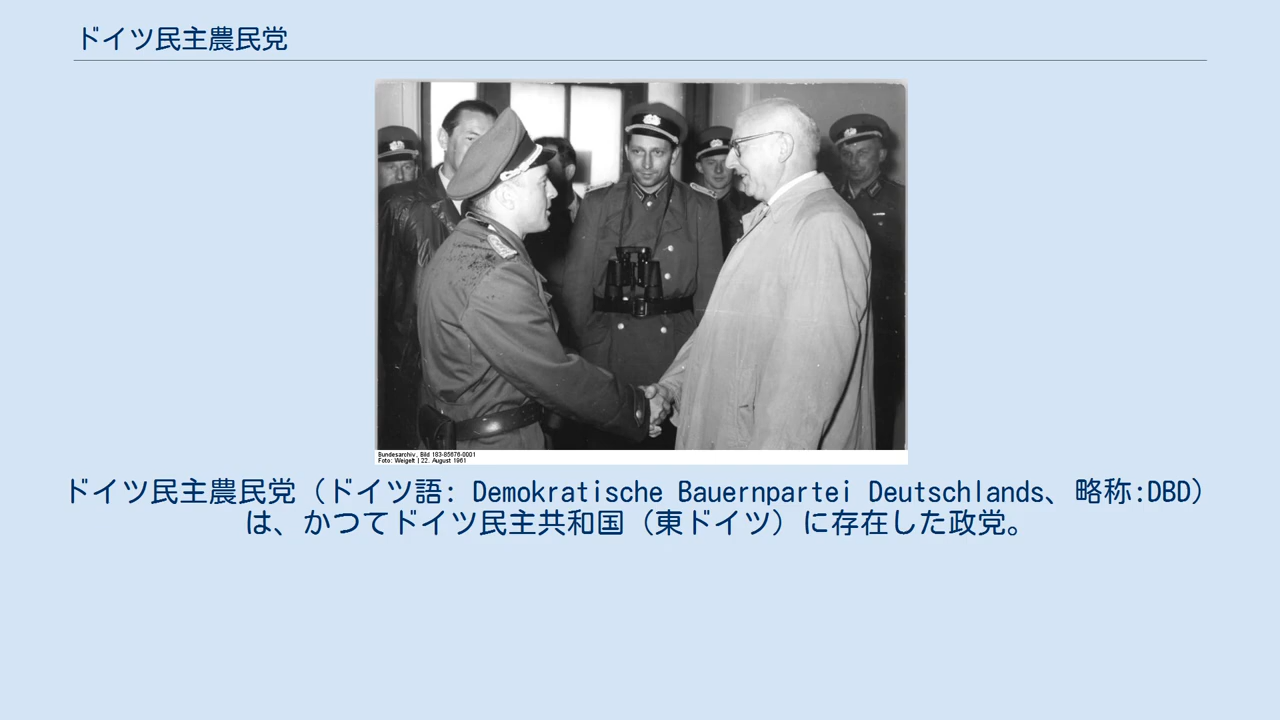 ドイツ民主農民党
Bundesarchiv, Bild 183-85676-0001
Foto: Weigelt | 22. August 1961
ドイツ民主農民党（ドイツ語: Demokratische Bauernpartei Deutschlands、略称:DBD）
は、かつてドイツ民主共和国（東ドイツ）に存在した政党。